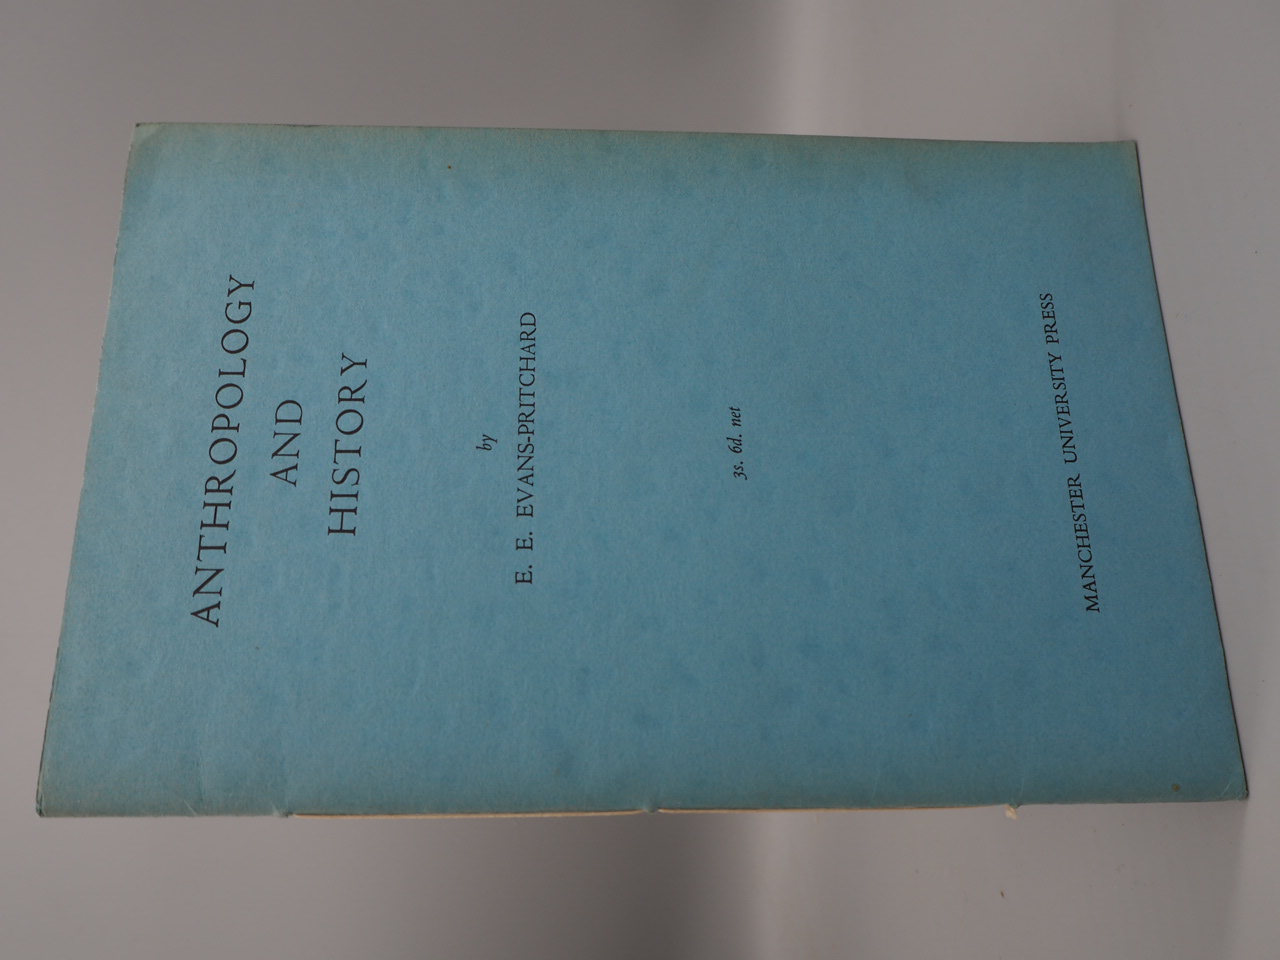 ANTHROPOLOGY
AND
HISTORY
by
E. E. EVANS-PRITCHARD
3s. 6d. net
MANCHESTER UNIVERSITY PRESS